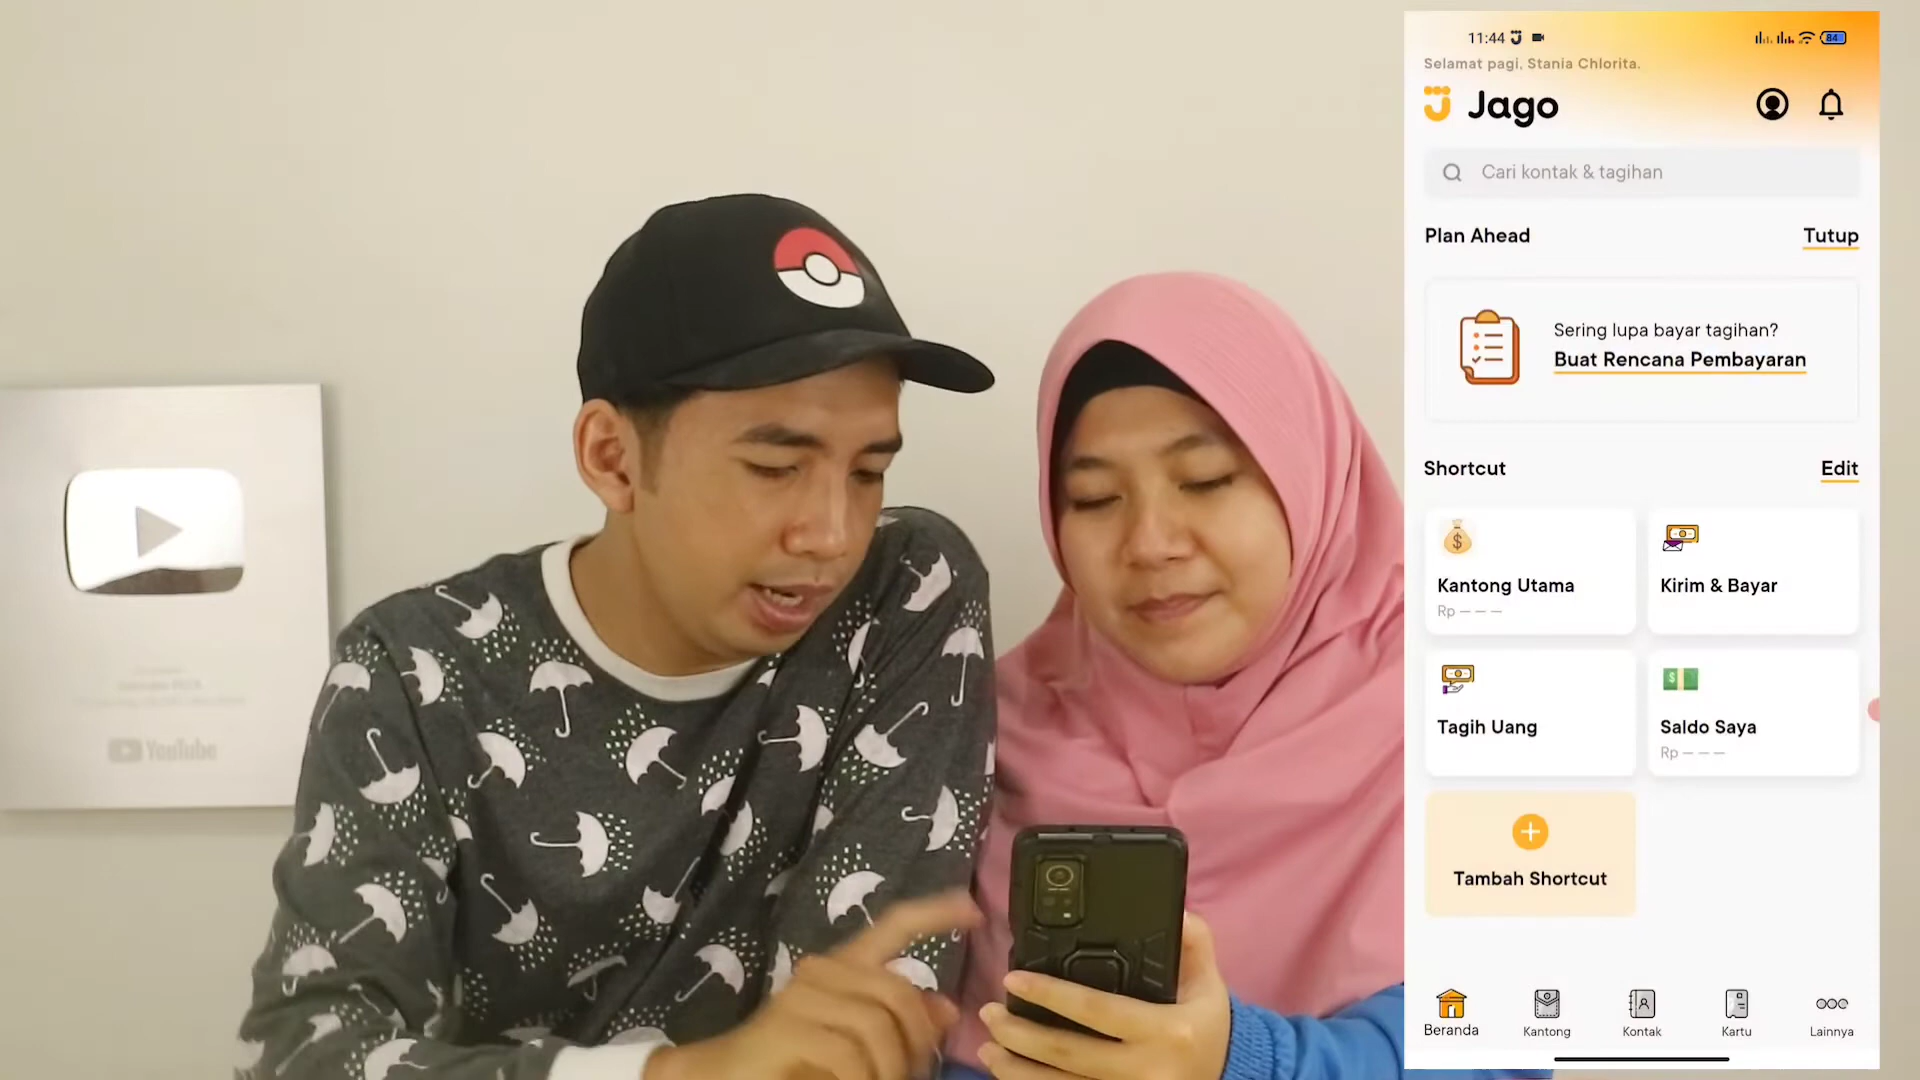 11:44
84
Selamat pagi, Stania Chlorita.
Jago
Cari kontak & tagihan
Plan Ahead
Tutup
Sering lupa bayar tagihan?
Buat Rencana Pembayaran
Shortcut
Edit
Kantong Utama
Rp – – –
Kirim & Bayar
Tagih Uang
Saldo Saya
Rp – – –
Tambah Shortcut
Beranda
Kantong
Kontak
Kartu
Lainnya
YouTube